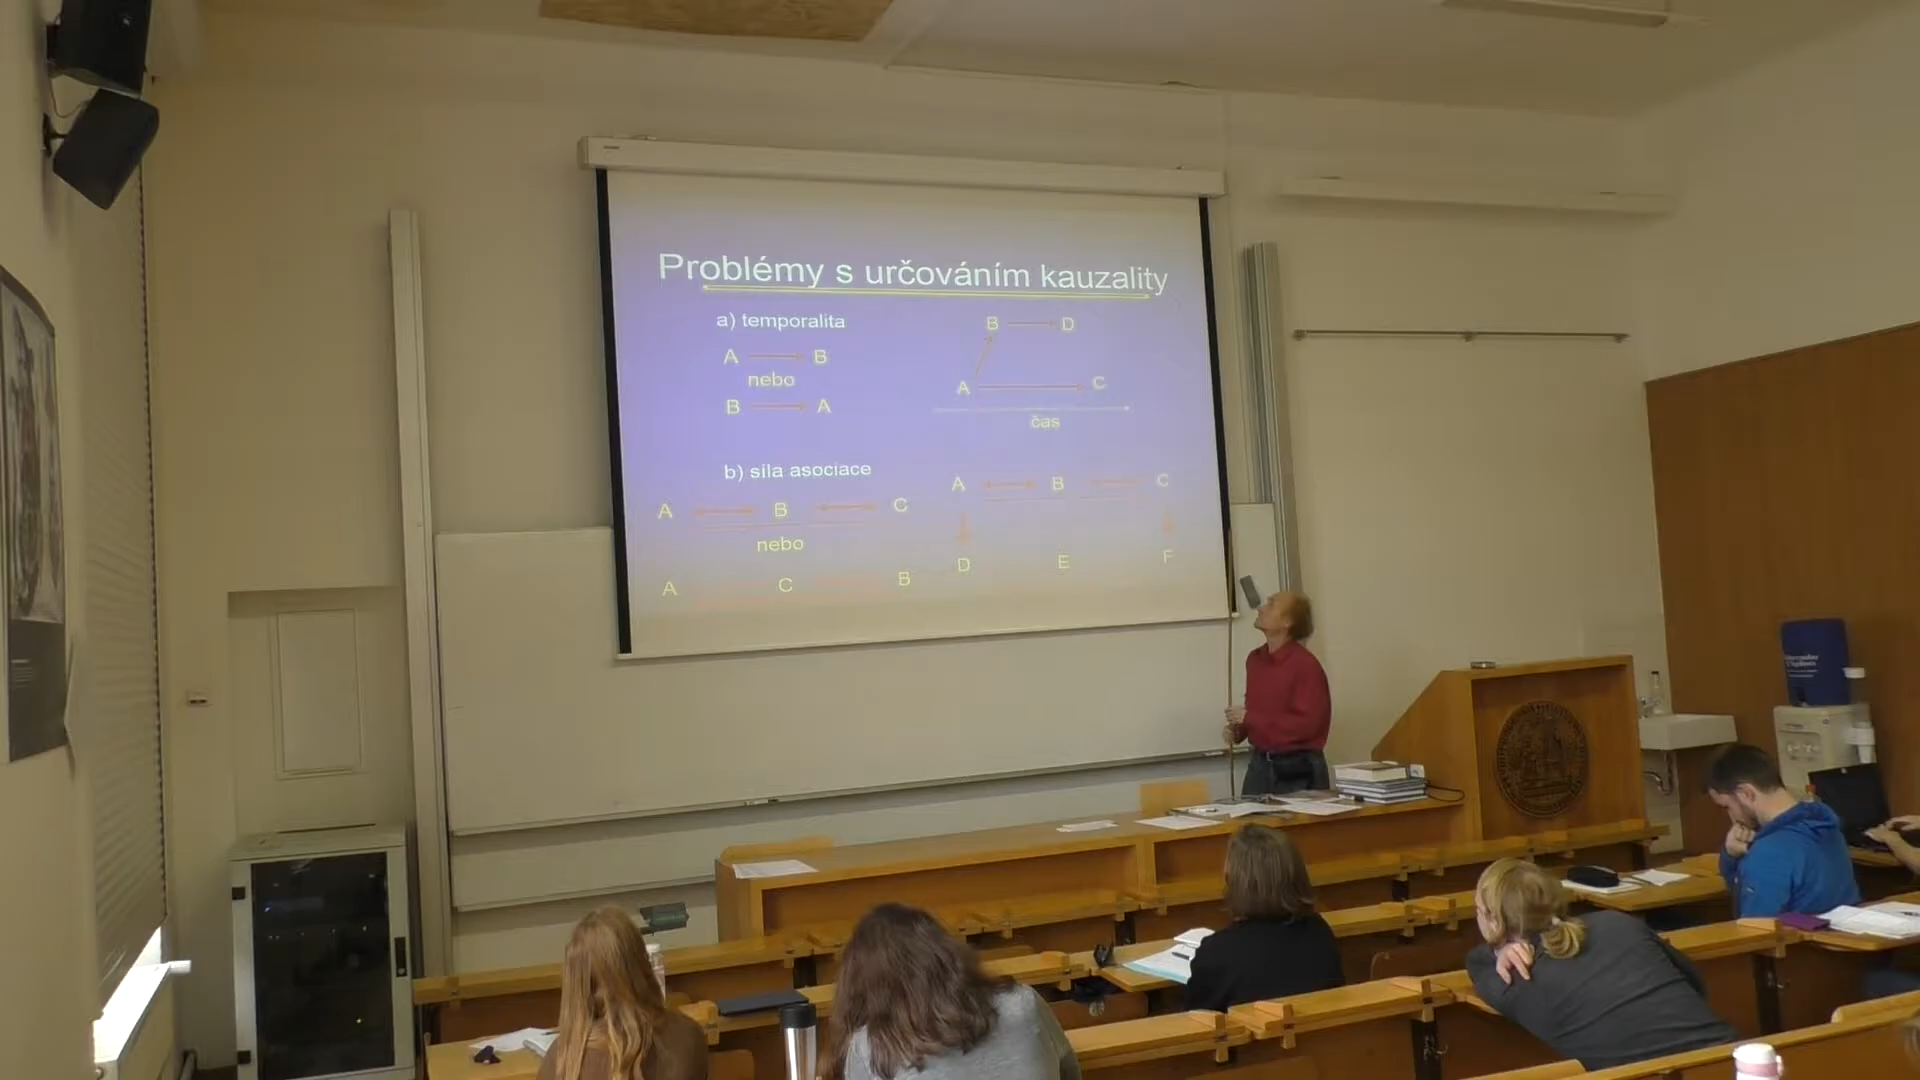 Problémy s určováním kauzality
a) temporalita
A B
nebo
B A
B D
A C
čas
b) síla asociace
A B C
nebo
A C B
A B C
D E F